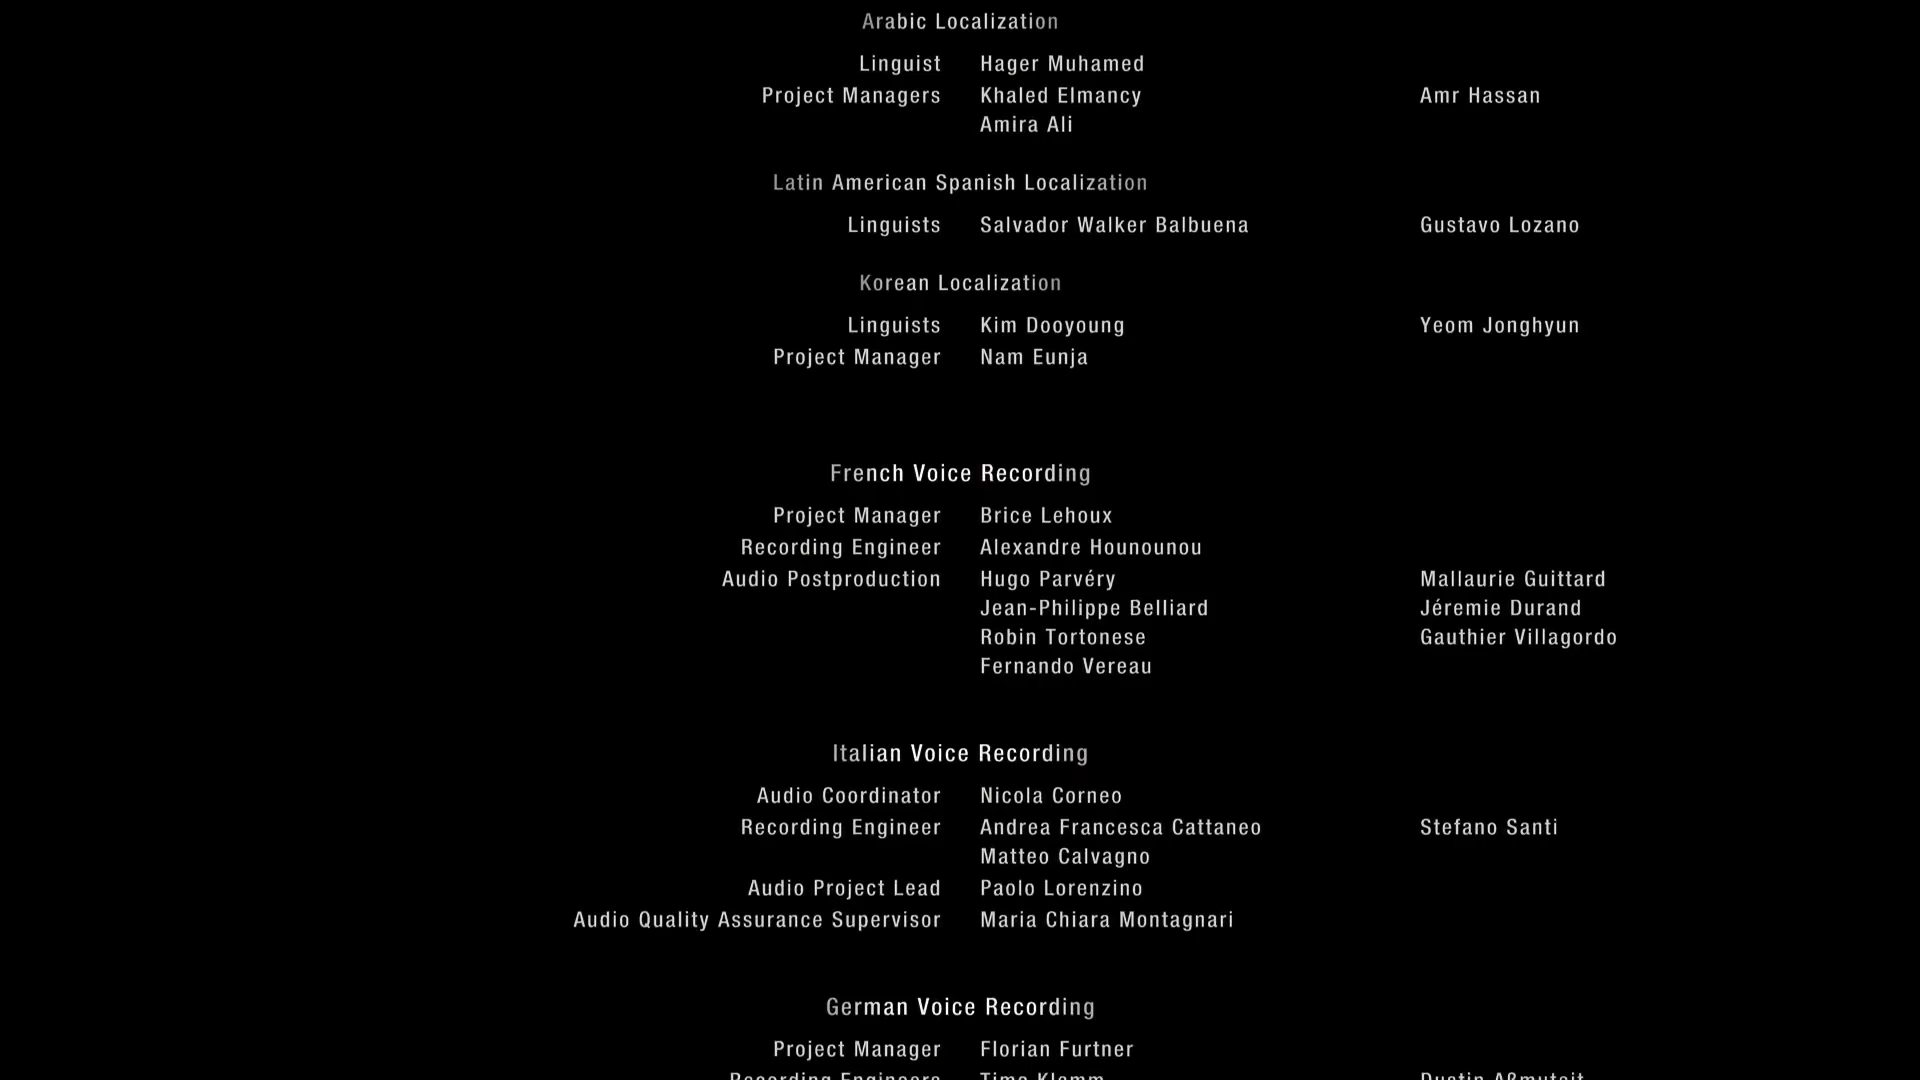 Arabic Localization
Linguist Hager Muhamed
Project Managers Khaled Elmancy Amr Hassan
Amira Ali
Latin American Spanish Localization
Linguists Salvador Walker Balbuena Gustavo Lozano
Korean Localization
Linguists Kim Dooyoung Yeom Jonghyun
Project Manager Nam Eunja
French Voice Recording
Project Manager Brice Lehoux
Recording Engineer Alexandre Hounounou
Audio Postproduction Hugo Parvéry Mallaurie Guittard
Jean-Philippe Belliard Jéremie Durand
Robin Tortonese Gauthier Villagordo
Fernando Vereau
Italian Voice Recording
Audio Coordinator Nicola Corneo
Recording Engineer Andrea Francesca Cattaneo Stefano Santi
Matteo Calvagno
Audio Project Lead Paolo Lorenzino
Audio Quality Assurance Supervisor Maria Chiara Montagnari
German Voice Recording
Project Manager Florian Furtner
Recording Engineers Timo Klemm Dustin